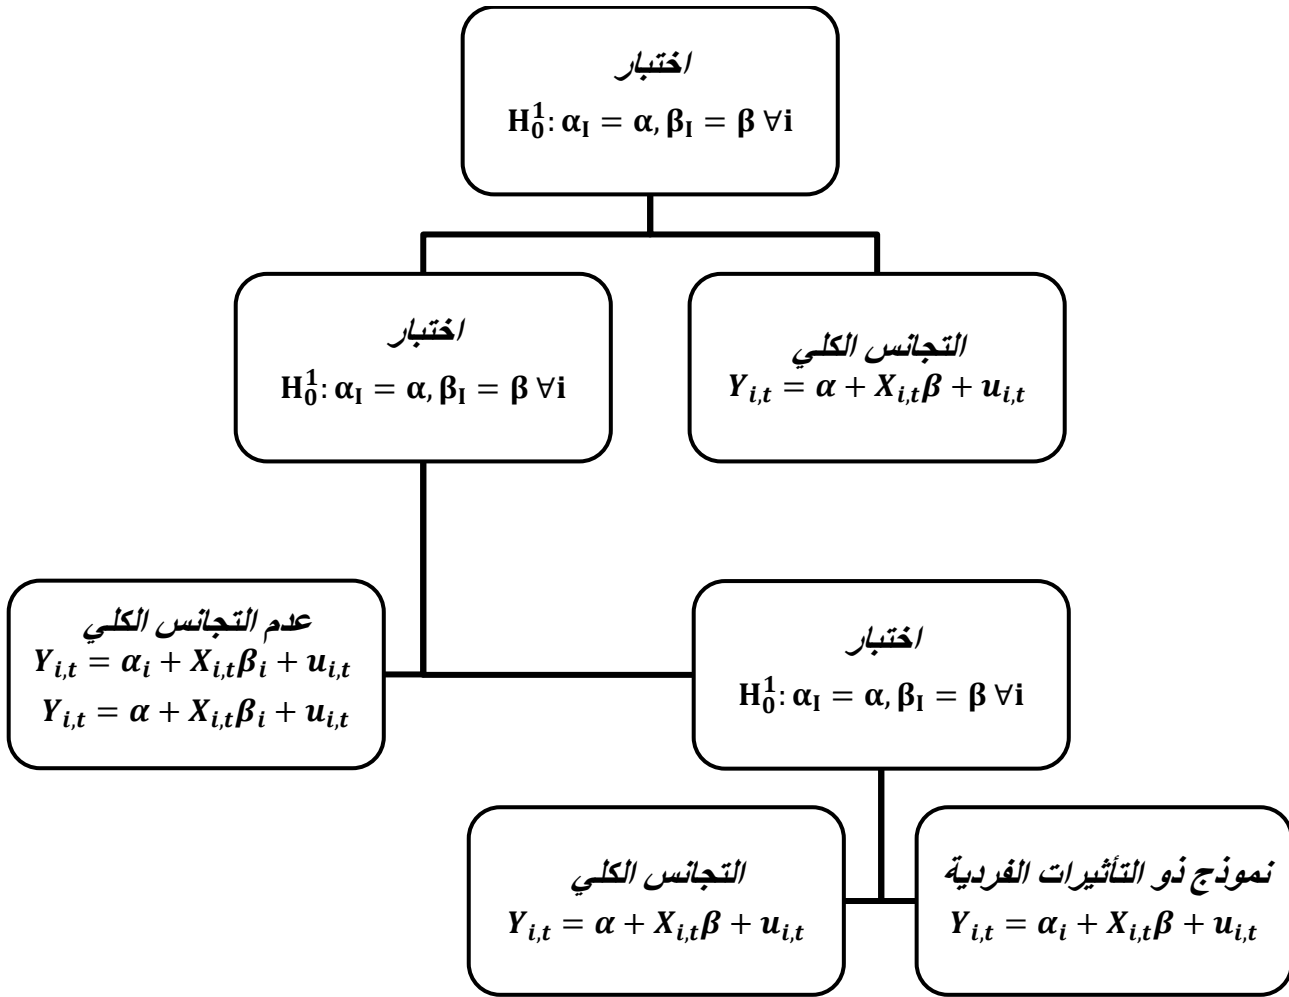 اختبار
H₀¹: α_I = α, β_I = β ∀i
اختبار
H₀¹: α_I = α, β_I = β ∀i
التجانس الكلي
Y_{i,t} = α + X_{i,t}β + u_{i,t}
عدم التجانس الكلي
Y_{i,t} = α_i + X_{i,t}β_i + u_{i,t}
Y_{i,t} = α + X_{i,t}β_i + u_{i,t}
اختبار
H₀¹: α_I = α, β_I = β ∀i
التجانس الكلي
Y_{i,t} = α + X_{i,t}β + u_{i,t}
نموذج ذو التأثيرات الفردية
Y_{i,t} = α_i + X_{i,t}β + u_{i,t}